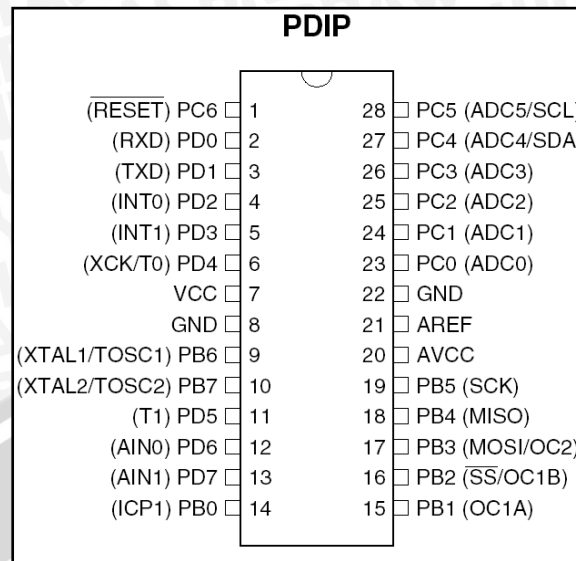 PDIP
(RESET) PC6 1 28 PC5 (ADC5/SCL)
(RXD) PD0 2 27 PC4 (ADC4/SDA
(TXD) PD1 3 26 PC3 (ADC3)
(INT0) PD2 4 25 PC2 (ADC2)
(INT1) PD3 5 24 PC1 (ADC1)
(XCK/T0) PD4 6 23 PC0 (ADC0)
VCC 7 22 GND
GND 8 21 AREF
(XTAL1/TOSC1) PB6 9 20 AVCC
(XTAL2/TOSC2) PB7 10 19 PB5 (SCK)
(T1) PD5 11 18 PB4 (MISO)
(AIN0) PD6 12 17 PB3 (MOSI/OC2)
(AIN1) PD7 13 16 PB2 (SS/OC1B)
(ICP1) PB0 14 15 PB1 (OC1A)